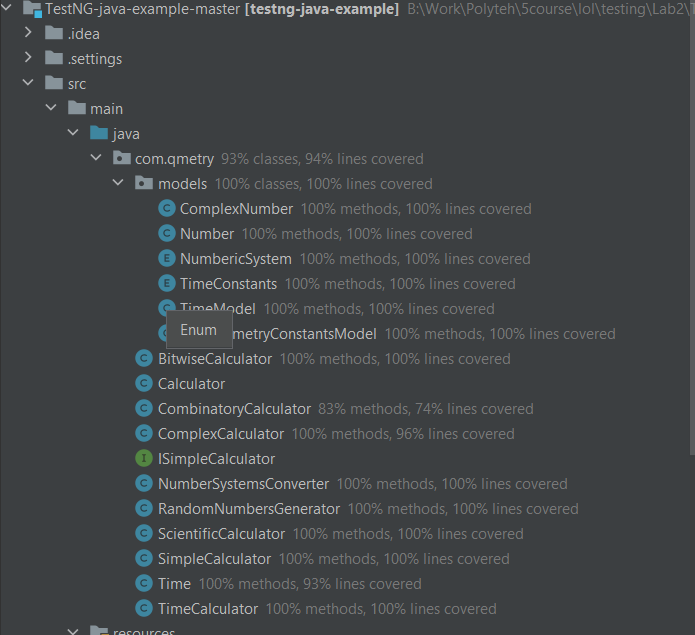 TestNG-java-example-master [testng-java-example] B:\Work\Polyteh\5course\lol\testing\Lab2\
.idea
.settings
src
main
java
com.qmetry 93% classes, 94% lines covered
models 100% classes, 100% lines covered
C ComplexNumber 100% methods, 100% lines covered
C Number 100% methods, 100% lines covered
E NumbericSystem 100% methods, 100% lines covered
E TimeConstants 100% methods, 100% lines covered
C TimeModel 100% methods, 100% lines covered
Enum metryConstantsModel 100% methods, 100% lines covered
C BitwiseCalculator 100% methods, 100% lines covered
C Calculator
C CombinatoryCalculator 83% methods, 74% lines covered
C ComplexCalculator 100% methods, 96% lines covered
I ISimpleCalculator
C NumberSystemsConverter 100% methods, 100% lines covered
C RandomNumbersGenerator 100% methods, 100% lines covered
C ScientificCalculator 100% methods, 100% lines covered
C SimpleCalculator 100% methods, 100% lines covered
C Time 100% methods, 93% lines covered
C TimeCalculator 100% methods, 100% lines covered
resources